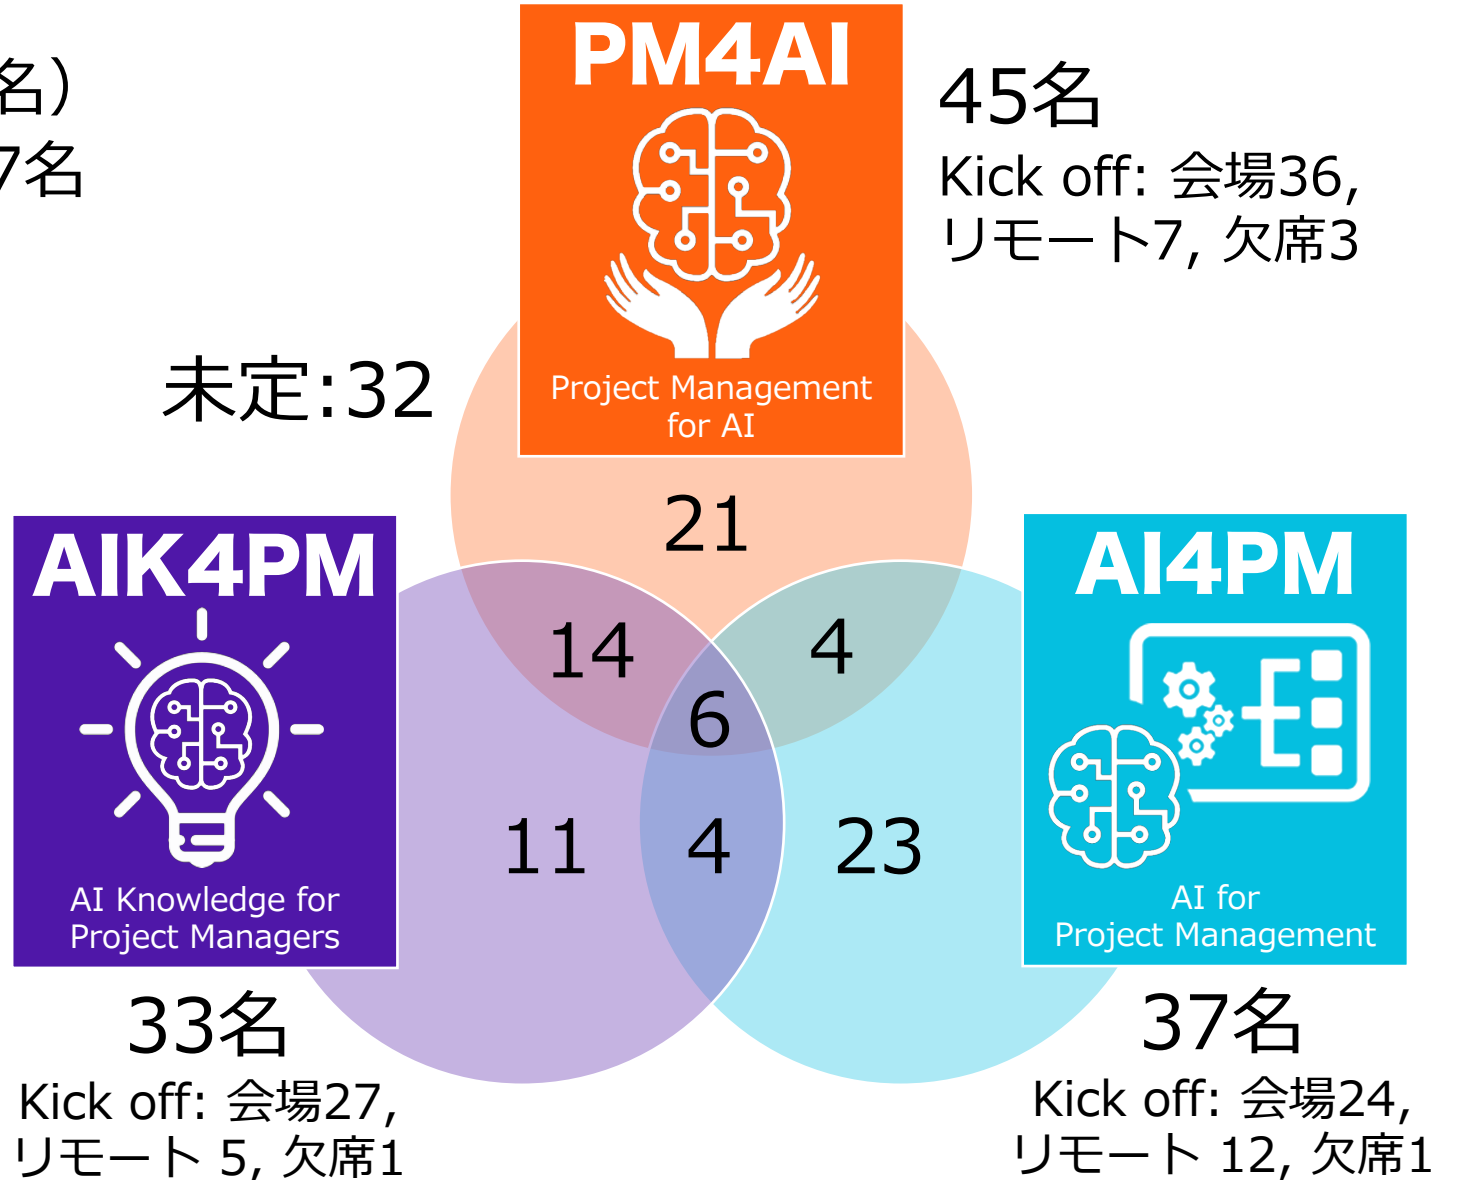 名）
7名
PM4AI
Project Management
for AI
45名
Kick off: 会場36,
リモート7, 欠席3
未定:32
21
14
4
6
11
4
23
AIK4PM
AI Knowledge for
Project Managers
33名
Kick off: 会場27,
リモート 5, 欠席1
AI4PM
AI for
Project Management
37名
Kick off: 会場24,
リモート 12, 欠席1